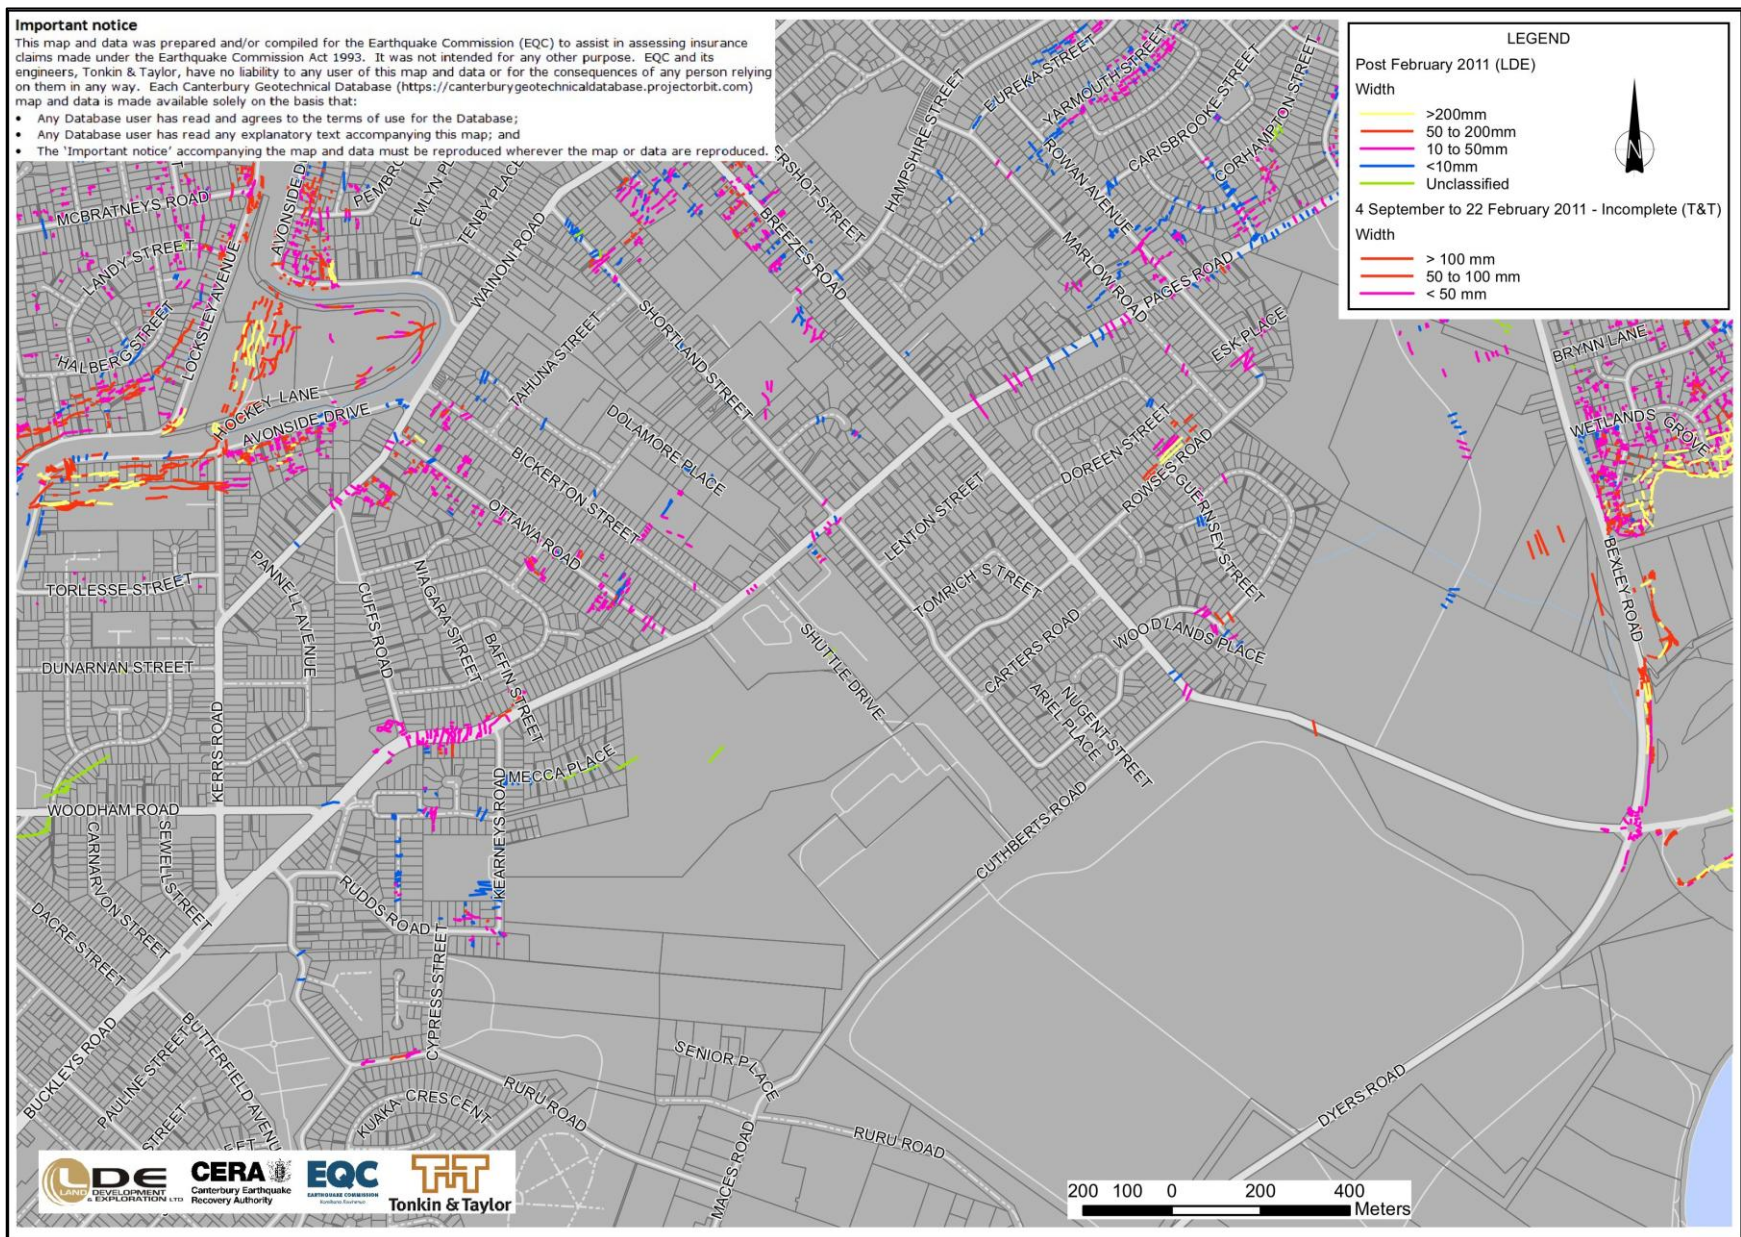 Important notice
This map and data was prepared and/or compiled for the Earthquake Commission (EQC) to assist in assessing insurance
claims made under the Earthquake Commission Act 1993. It was not intended for any other purpose. EQC and its
engineers, Tonkin & Taylor, have no liability to any user of this map and data or for the consequences of any person relying
on them in any way. Each Canterbury Geotechnical Database (https://canterburygeotechnicaldatabase.projectorbit.com)
map and data is made available solely on the basis that:
• Any Database user has read and agrees to the terms of use for the Database;
• Any Database user has read any explanatory text accompanying this map; and
• The 'Important notice' accompanying the map and data must be reproduced wherever the map or data are reproduced.
LEGEND
Post February 2011 (LDE)
Width
>200mm
50 to 200mm
10 to 50mm
<10mm
Unclassified
4 September to 22 February 2011 - Incomplete (T&T)
Width
> 100 mm
50 to 100 mm
< 50 mm
N
EUREKA STREET
YARMOUTH STREET
CARISBROOKE STREET
CORHAMPTON STREET
HAMPSHIRE STREET
ROWAN AVENUE
ERSHOT STREET
BREEZES ROAD
MARLOW ROAD
PAGES ROAD
ESK PLACE
MCBRATNEYS ROAD
AVONSIDE D
PEMBRO
EMLYN PL
TENBY PLACE
WAINONI ROAD
LANDY STREET
LOCKSLEY AVENUE
HALBERG STREET
HOCKEY LANE
AVONSIDE DRIVE
TAHUNA STREET
SHORTLAND STREET
DOLAMORE PLACE
BICKERTON STREET
OTTAWA ROAD
BRYNN LANE
WETLANDS GROVE
BEXLEY ROAD
DOREEN STREET
ROWSES ROAD
GUERNSEY STREET
LENTON STREET
TOMRICH STREET
CARTERS ROAD
WOODLANDS PLACE
NUGENT STREET
ARIEL PLACE
SHUTTLE DRIVE
CUTHBERTS ROAD
TORLESSE STREET
PANNELL AVENUE
CUFFS ROAD
NIAGARA STREET
BAFFIN STREET
DUNARNAN STREET
KERRS ROAD
MECCA PLACE
KEARNEYS ROAD
WOODHAM ROAD
CARNARVON STREET
SEWELL STREET
RUDDS ROAD
CYPRESS STREET
DACRE STREET
BUCKLEYS ROAD
PAULINE STREET
BUTTERFIELD AVENU
STREET
EFT
KUAKA CRESCENT
RURU ROAD
SENIOR PLACE
RURU ROAD
MACES ROAD
DYERS ROAD
LDE
LAND DEVELOPMENT
& EXPLORATION LTD
CERA
Canterbury Earthquake
Recovery Authority
EQC
EARTHQUAKE COMMISSION
T+T
Tonkin & Taylor
200 100 0 200 400
Meters